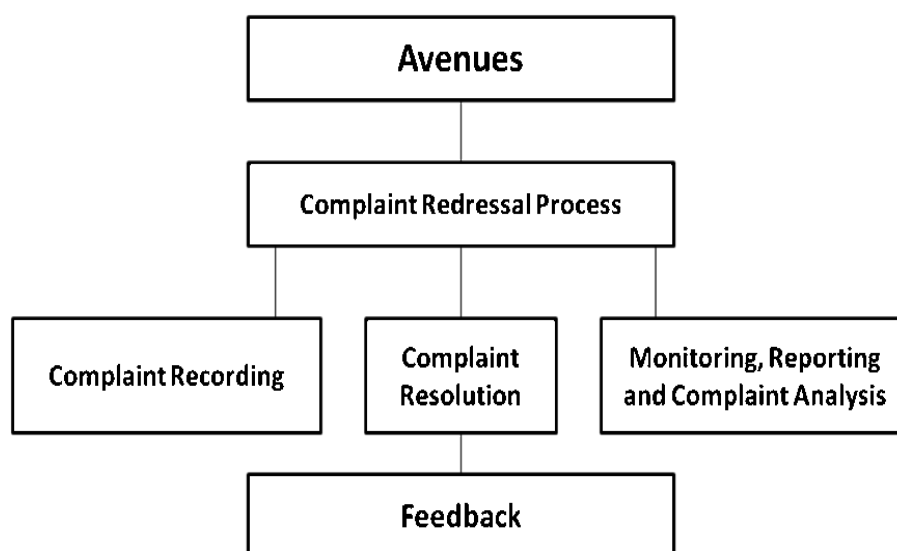 Avenues
Complaint Redressal Process
Complaint Recording
Complaint
Resolution
Monitoring, Reporting
and Complaint Analysis
Feedback